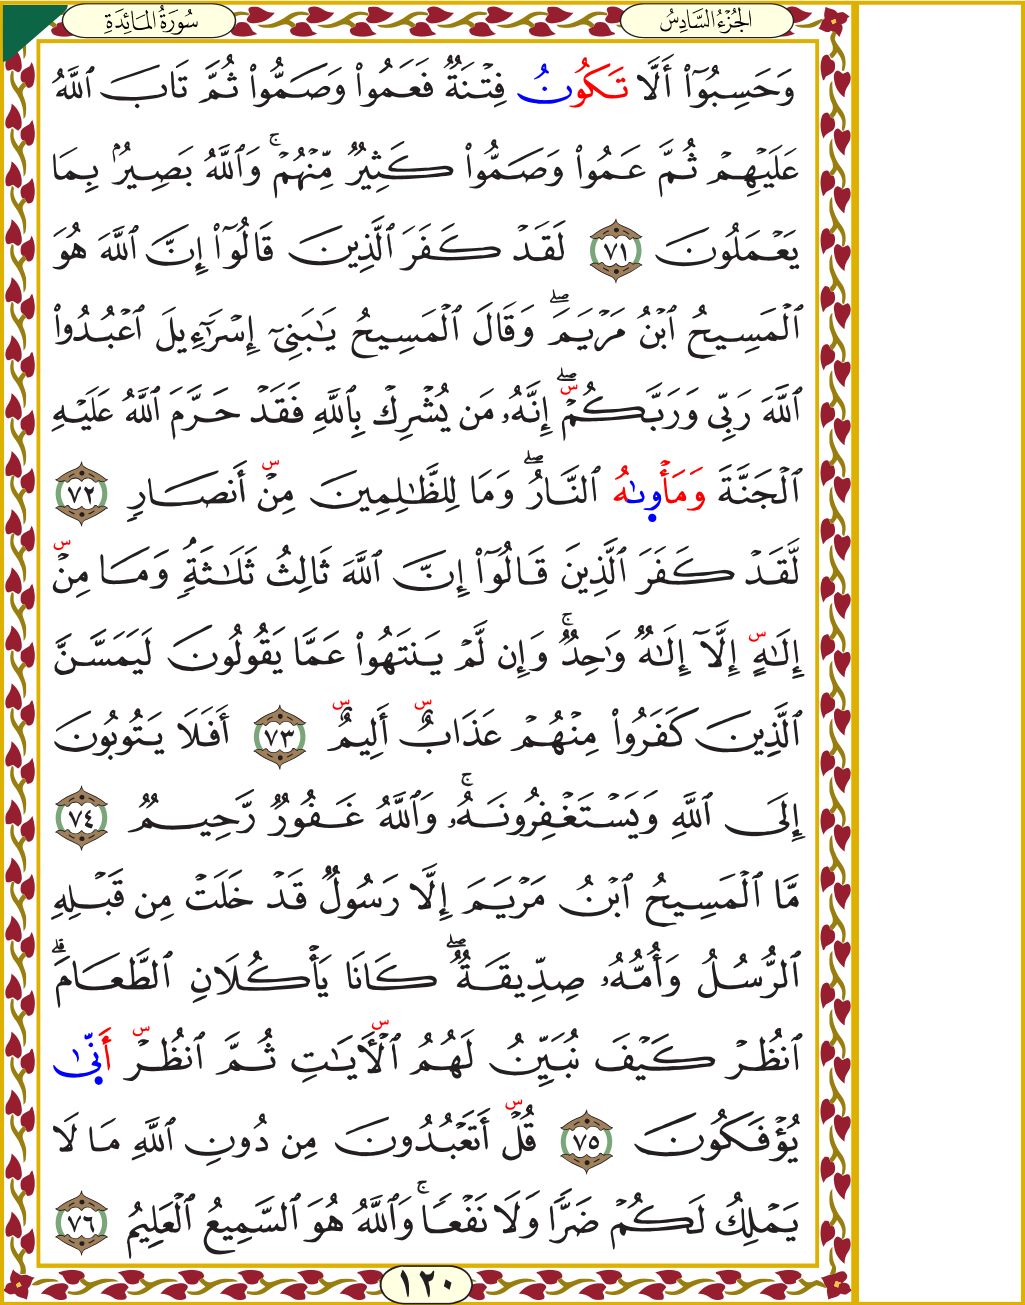 سُورَةُ المَائِدَةِ
الجُزْءُ السَّادِسُ
وَحَسِبُوٓاْ أَلَّا تَكُونُ فِتۡنَةٞ فَعَمُواْ وَصَمُّواْ ثُمَّ تَابَ ٱللَّهُ
عَلَيۡهِمۡ ثُمَّ عَمُواْ وَصَمُّواْ كَثِيرٞ مِّنۡهُمۡۚ وَٱللَّهُ بَصِيرُۢ بِمَا
يَعۡمَلُونَ ٧١ لَقَدۡ كَفَرَ ٱلَّذِينَ قَالُوٓاْ إِنَّ ٱللَّهَ هُوَ
ٱلۡمَسِيحُ ٱبۡنُ مَرۡيَمَۖ وَقَالَ ٱلۡمَسِيحُ يَٰبَنِيٓ إِسۡرَٰٓءِيلَ ٱعۡبُدُواْ
ٱللَّهَ رَبِّي وَرَبَّكُمۡۖ إِنَّهُۥ مَن يُشۡرِكۡ بِٱللَّهِ فَقَدۡ حَرَّمَ ٱللَّهُ عَلَيۡهِ
ٱلۡجَنَّةَ وَمَأۡوىٰهُ ٱلنَّارُۖ وَمَا لِلظَّٰلِمِينَ مِنۡ أَنصَارٖ ٧٢
لَّقَدۡ كَفَرَ ٱلَّذِينَ قَالُوٓاْ إِنَّ ٱللَّهَ ثَالِثُ ثَلَٰثَةٖۘ وَمَا مِنۡ
إِلَٰهٍ إِلَّآ إِلَٰهٞ وَٰحِدٞۚ وَإِن لَّمۡ يَنتَهُواْ عَمَّا يَقُولُونَ لَيَمَسَّنَّ
ٱلَّذِينَ كَفَرُواْ مِنۡهُمۡ عَذَابٌ أَلِيمٌ ٧٣ أَفَلَا يَتُوبُونَ
إِلَى ٱللَّهِ وَيَسۡتَغۡفِرُونَهُۥۚ وَٱللَّهُ غَفُورٞ رَّحِيمٞ ٧٤
مَّا ٱلۡمَسِيحُ ٱبۡنُ مَرۡيَمَ إِلَّا رَسُولٞ قَدۡ خَلَتۡ مِن قَبۡلِهِ
ٱلرُّسُلُ وَأُمُّهُۥ صِدِّيقَةٞۖ كَانَا يَأۡكُلَانِ ٱلطَّعَامَۗ
ٱنظُرۡ كَيۡفَ نُبَيِّنُ لَهُمُ ٱلۡأٓيَٰتِ ثُمَّ ٱنظُرۡ أَنّىٰ
يُؤۡفَكُونَ ٧٥ قُلۡ أَتَعۡبُدُونَ مِن دُونِ ٱللَّهِ مَا لَا
يَمۡلِكُ لَكُمۡ ضَرّٗا وَلَا نَفۡعٗاۚ وَٱللَّهُ هُوَ ٱلسَّمِيعُ ٱلۡعَلِيمُ ٧٦
١٢٠